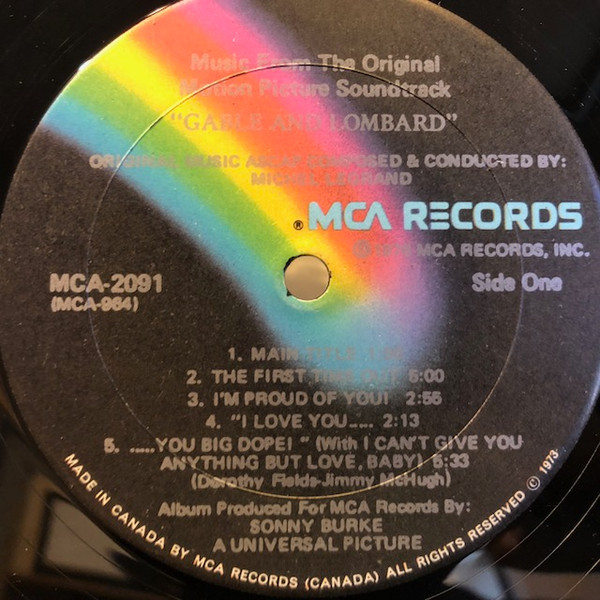 Music From The Original
Motion Picture Soundtrack
"GABLE AND LOMBARD"
ORIGINAL MUSIC ASCAP COMPOSED & CONDUCTED BY:
MICHEL LEGRAND
® MCA RECORDS
MCA RECORDS, INC.
MCA-2091
(MCA-964)
Side One
1. MAIN TITLE
2. THE FIRST TIME 5:00
3. I'M PROUD OF YOU! 2:55
4. "I LOVE YOU.... 2:13
5. .....YOU BIG DOPE! " (With I CAN'T GIVE YOU
ANYTHING BUT LOVE, BABY) 5:33
(Dorothy Fields-Jimmy McHugh)
Album Produced For MCA Records By:
SONNY BURKE
A UNIVERSAL PICTURE
MADE IN CANADA BY MCA RECORDS (CANADA) ALL RIGHTS RESERVED © 1973